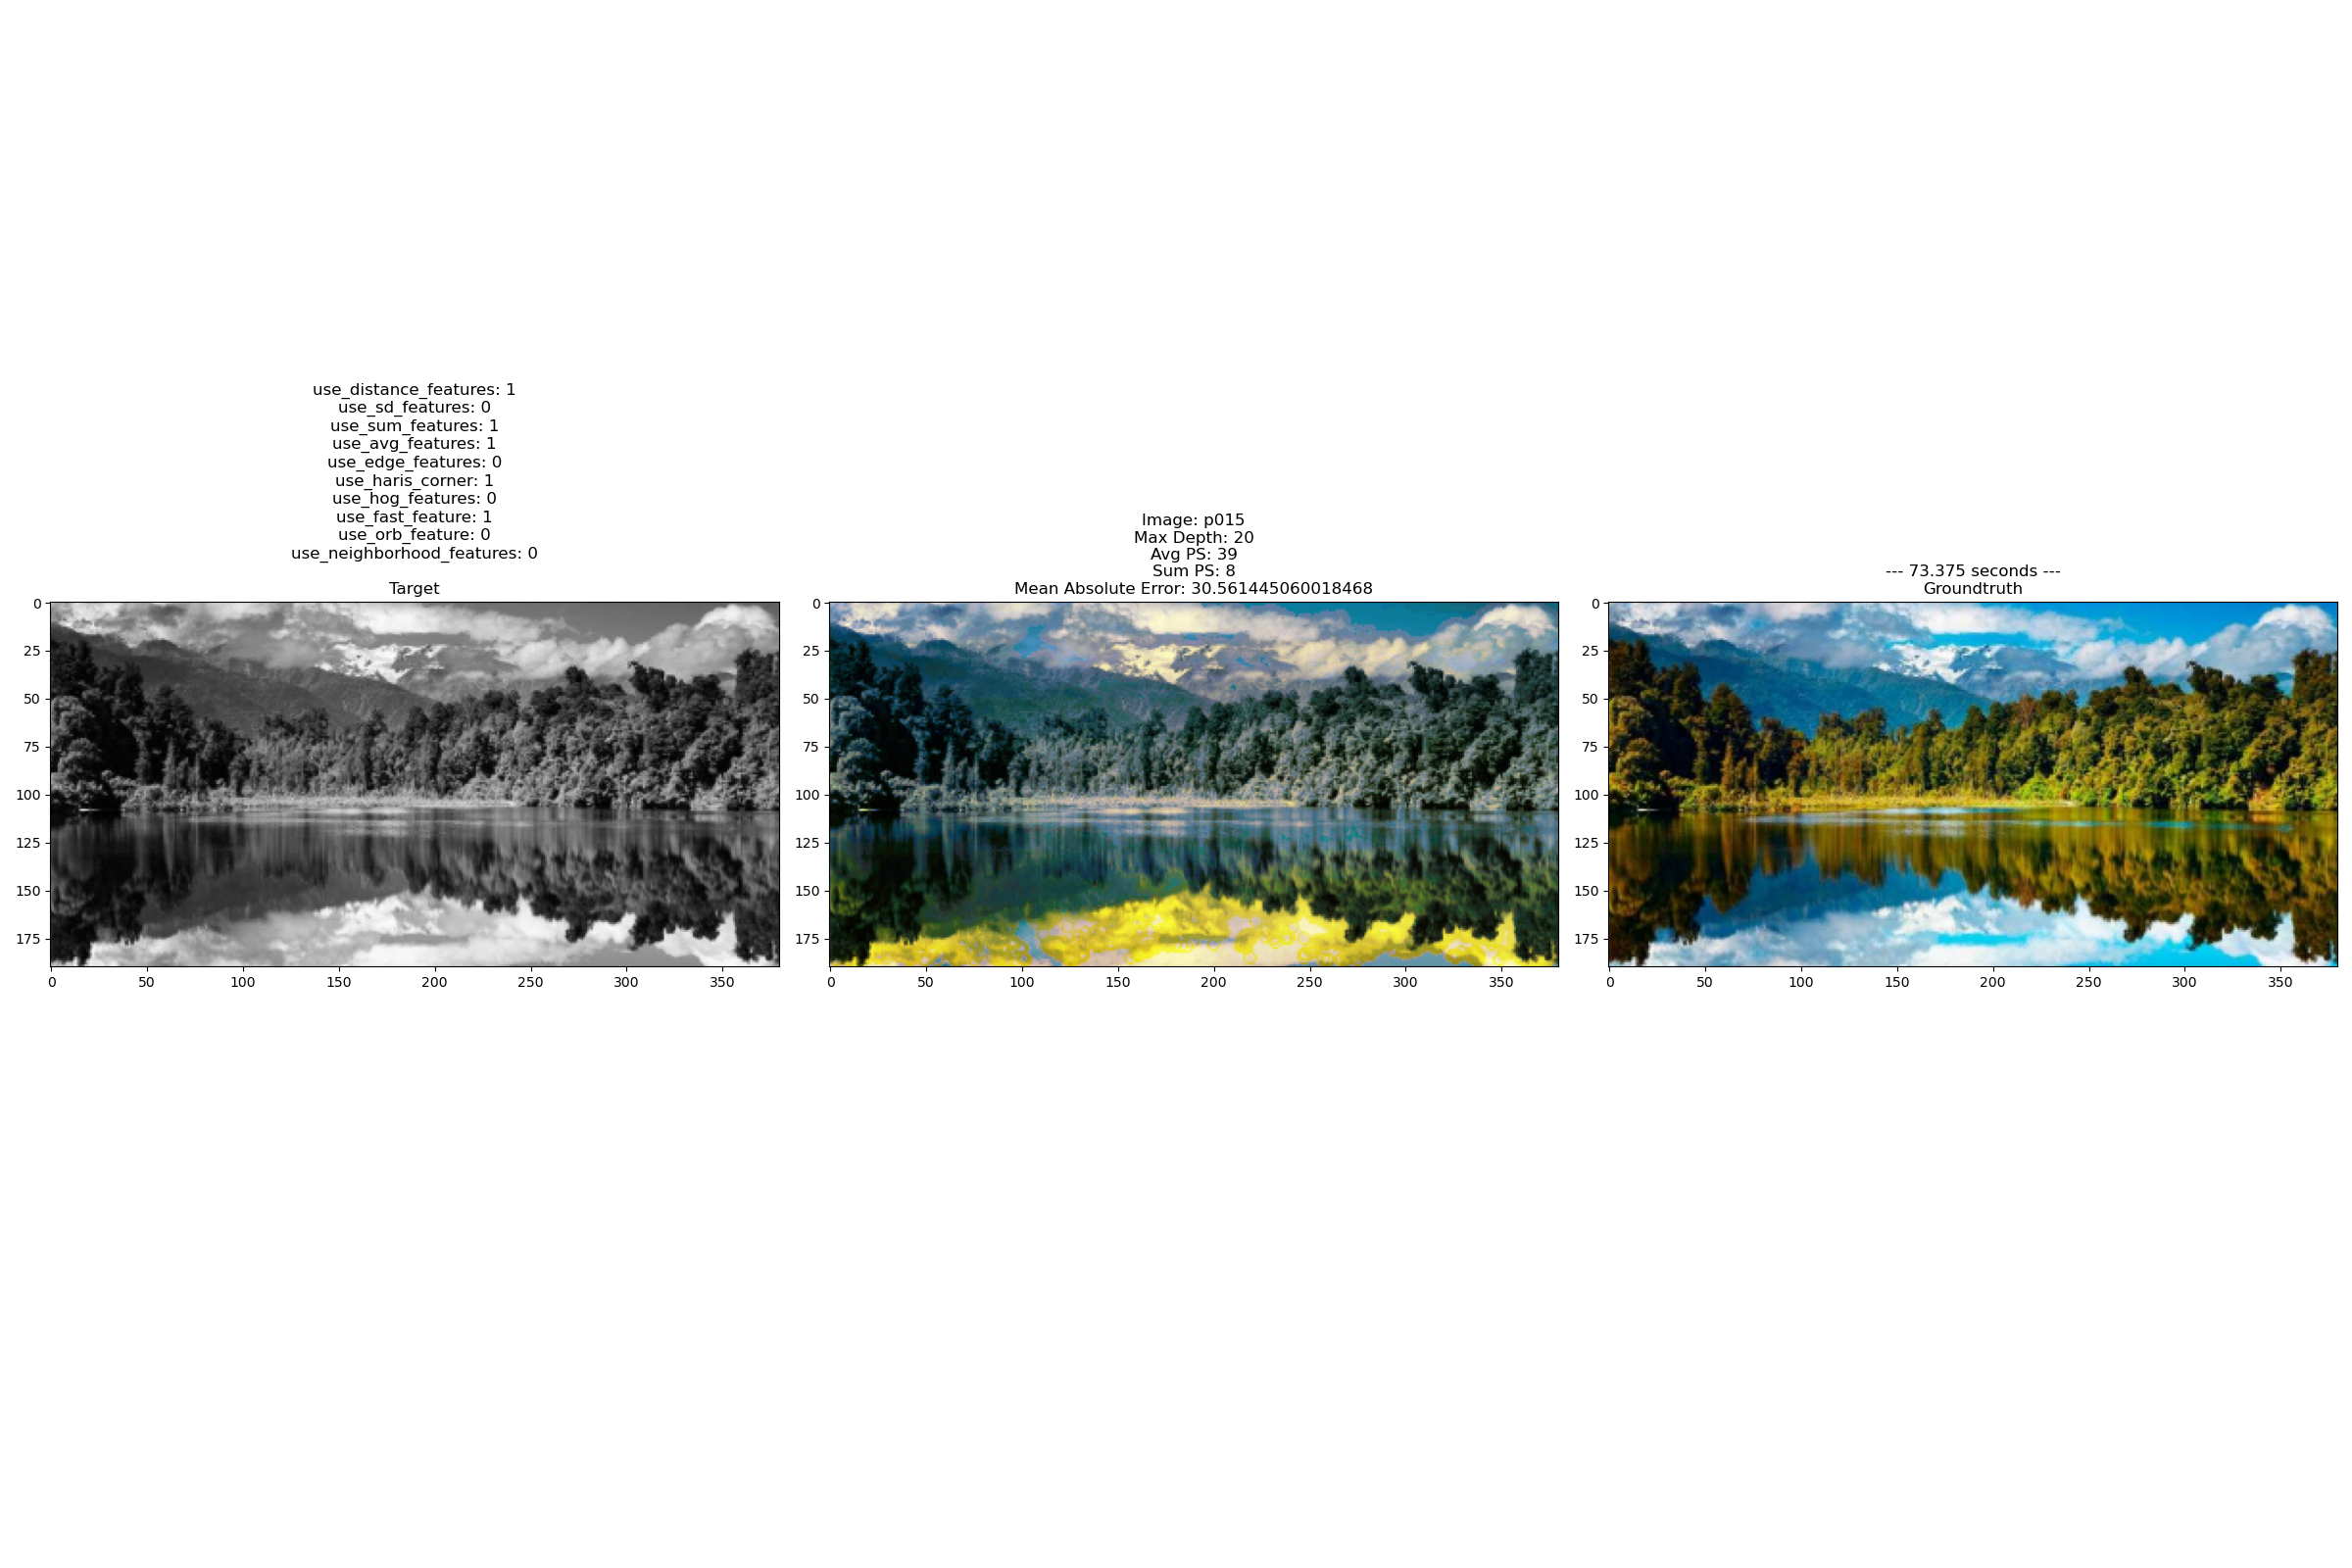 use_distance_features: 1
use_sd_features: 0
use_sum_features: 1
use_avg_features: 1
use_edge_features: 0
use_haris_corner: 1
use_hog_features: 0
use_fast_feature: 1
use_orb_feature: 0
use_neighborhood_features: 0
Target
0
25
50
75
100
125
150
175
0 50 100 150 200 250 300 350
Image: p015
Max Depth: 20
Avg PS: 39
Sum PS: 8
Mean Absolute Error: 30.561445060018468
0
25
50
75
100
125
150
175
0 50 100 150 200 250 300 350
--- 73.375 seconds ---
Groundtruth
0
25
50
75
100
125
150
175
0 50 100 150 200 250 300 350